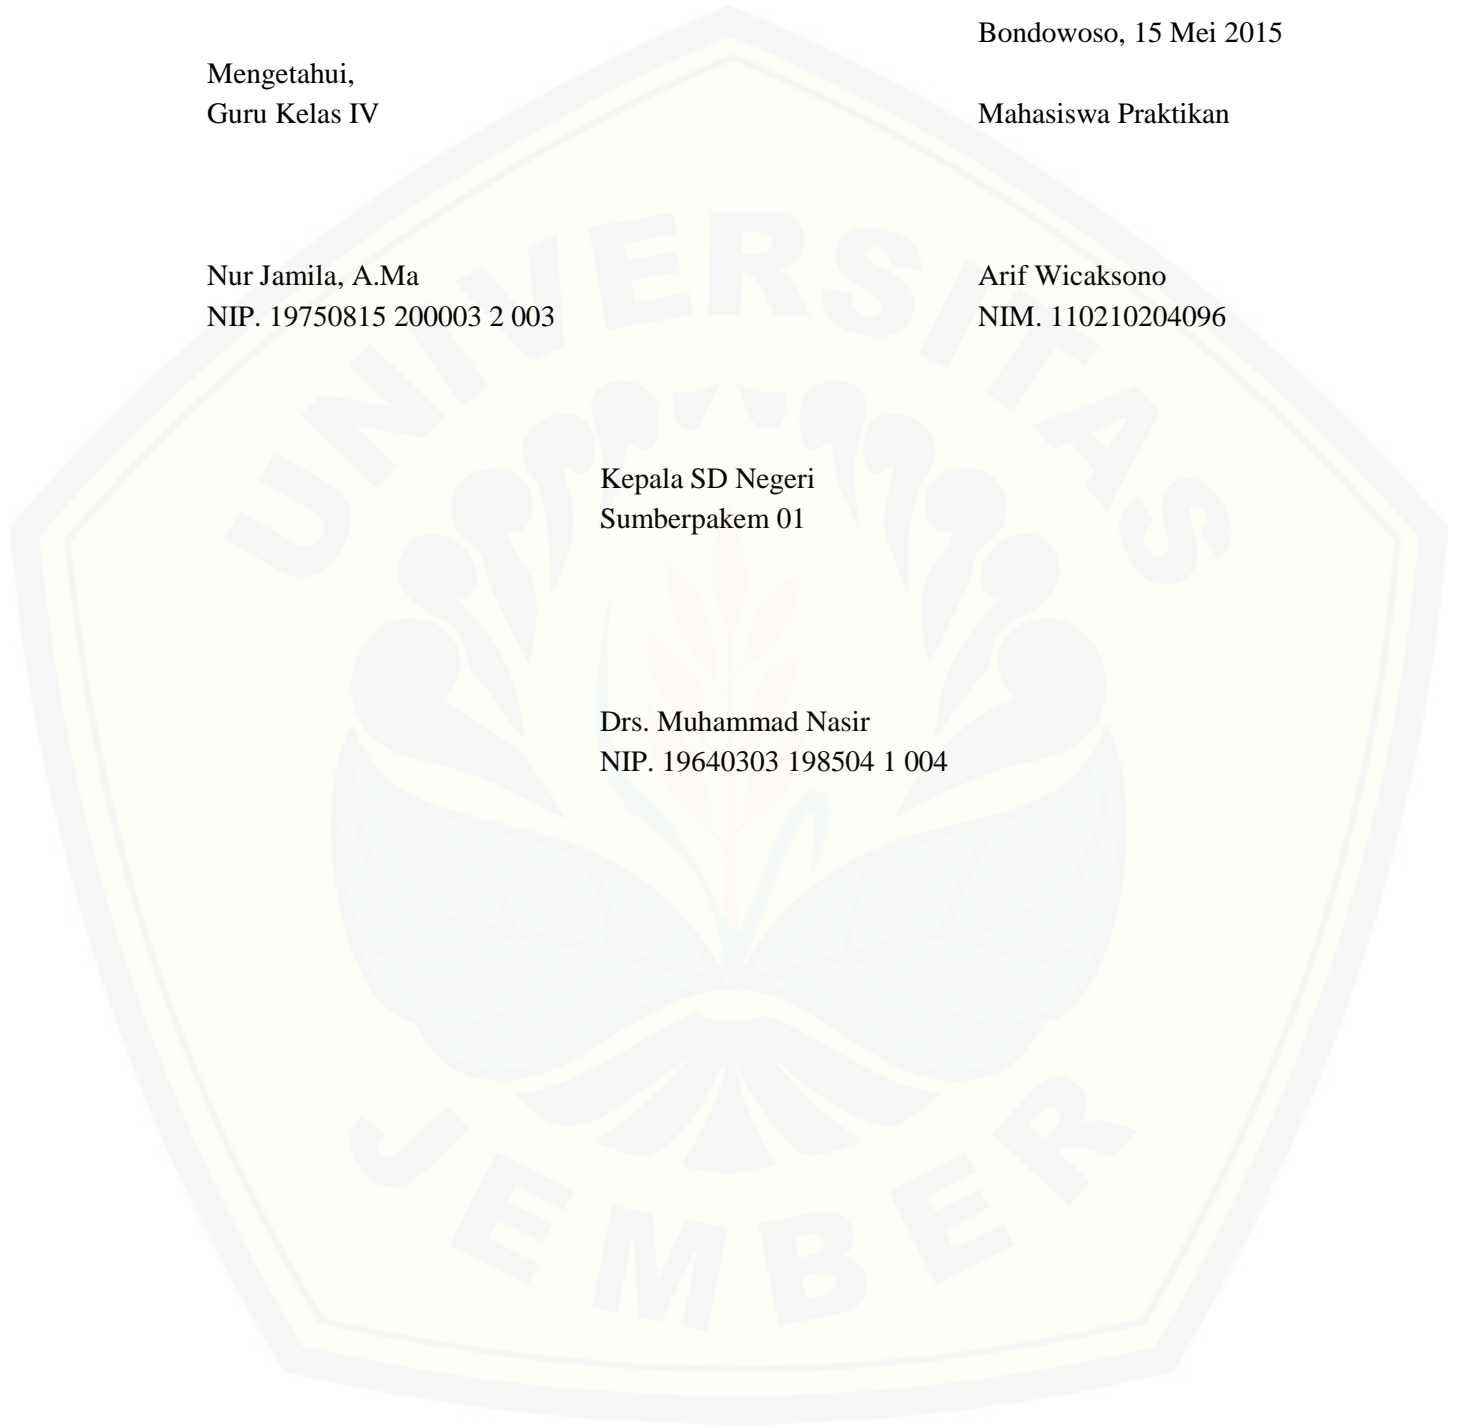 Bondowoso, 15 Mei 2015
Mengetahui,
Guru Kelas IV
Mahasiswa Praktikan
Nur Jamila, A.Ma
NIP. 19750815 200003 2 003
Arif Wicaksono
NIM. 110210204096
Kepala SD Negeri
Sumberpakem 01
Drs. Muhammad Nasir
NIP. 19640303 198504 1 004
UNIVERSITAS
JEMBER